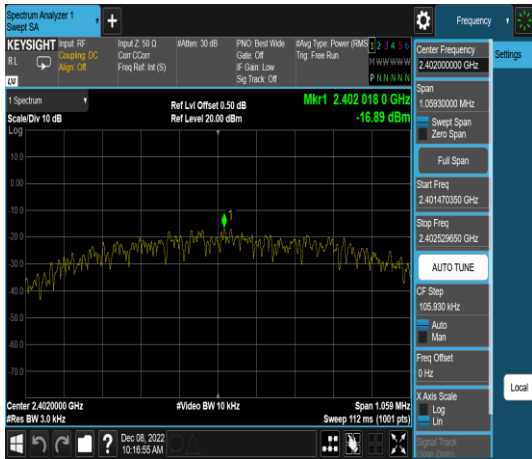 Spectrum Analyzer 1
Swept SA
Frequency
KEYSIGHT
RL
LXI
Input: RF
Coupling: DC
Align: Off
Input Z: 50 Ω
Corr CCorr
Freq Ref: Int (S)
#Atten: 30 dB
PNO: Best Wide
Gate: Off
IF Gain: Low
Sig Track: Off
#Avg Type: Power (RMS
Trig: Free Run
1 2 3 4 5 6
M W W W W W
P N N N N N
Center Frequency
2.402000000 GHz
Settings
Span
1.05930000 MHz
Swept Span
Zero Span
Full Span
Start Freq
2.401470350 GHz
Stop Freq
2.402529650 GHz
AUTO TUNE
CF Step
105.930 kHz
Auto
Man
Freq Offset
0 Hz
X Axis Scale
Log
Lin
Signal Track
(Span Zoom)
Local
1 Spectrum
Scale/Div 10 dB
Ref Lvl Offset 0.50 dB
Ref Level 20.00 dBm
Mkr1 2.402 018 0 GHz
-16.89 dBm
Log
10.0
0.00
-10.0
-20.0
-30.0
-40.0
-50.0
-60.0
-70.0
1
Center 2.4020000 GHz
#Res BW 3.0 kHz
#Video BW 10 kHz
Span 1.059 MHz
Sweep 112 ms (1001 pts)
?
Dec 08, 2022
10:16:55 AM